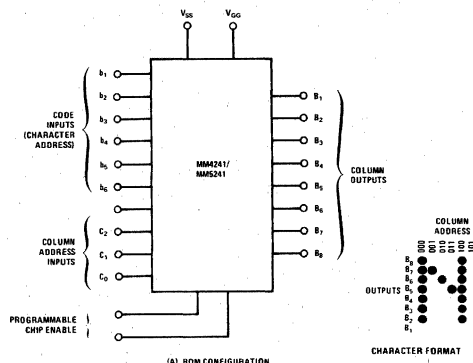 VSS VGG
b1
b2
b3
b4
b5
b6
CODE
INPUTS
(CHARACTER
ADDRESS)
C2
C1
C0
COLUMN
ADDRESS
INPUTS
PROGRAMMABLE
CHIP ENABLE
MM4241/
MM5241
B1
B2
B3
B4
B5
B6
B7
B8
COLUMN
OUTPUTS
COLUMN
ADDRESS
000 001 010 011 100 101
B8
B7
B6
B5
B4
B3
B2
B1
OUTPUTS
CHARACTER FORMAT
(A) ROM CONFIGURATION